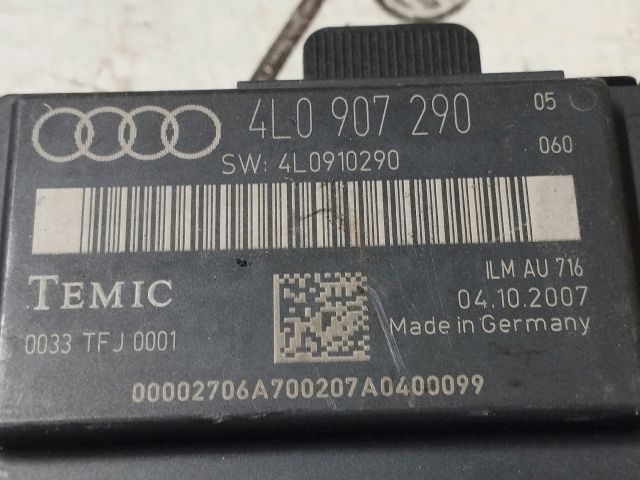 4L0 907 290 05
SW: 4L0910290 060
TEMIC ILM AU 716
04.10.2007
0033 TFJ 0001 Made in Germany
00002706A700207A0400099